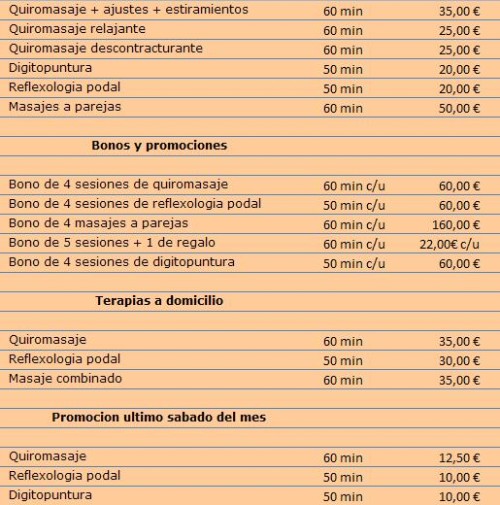 Quiromasaje + ajustes + estiramientos 60 min 35,00 €
Quiromasaje relajante 60 min 25,00 €
Quiromasaje descontracturante 60 min 25,00 €
Digitopuntura 50 min 20,00 €
Reflexologia podal 50 min 20,00 €
Masajes a parejas 60 min 50,00 €
Bonos y promociones
Bono de 4 sesiones de quiromasaje 60 min c/u 60,00 €
Bono de 4 sesiones de reflexologia podal 50 min c/u 60,00 €
Bono de 4 masajes a parejas 60 min c/u 160,00 €
Bono de 5 sesiones + 1 de regalo 60 min c/u 22,00€ c/u
Bono de 4 sesiones de digitopuntura 50 min c/u 60,00 €
Terapias a domicilio
Quiromasaje 60 min 35,00 €
Reflexologia podal 50 min 30,00 €
Masaje combinado 60 min 35,00 €
Promocion ultimo sabado del mes
Quiromasaje 60 min 12,50 €
Reflexologia podal 50 min 10,00 €
Digitopuntura 50 min 10,00 €